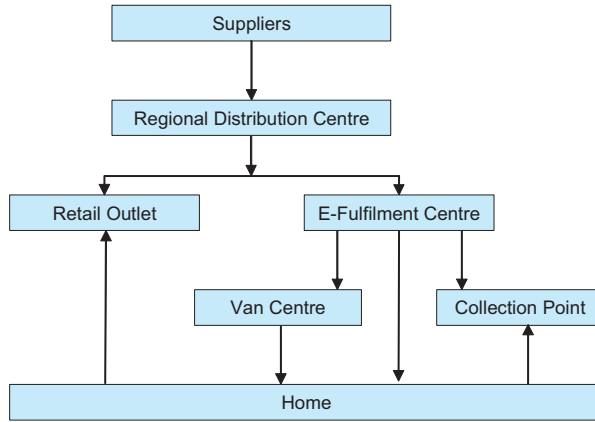 Suppliers
Regional Distribution Centre
Retail Outlet
E-Fulfilment Centre
Van Centre
Collection Point
Home